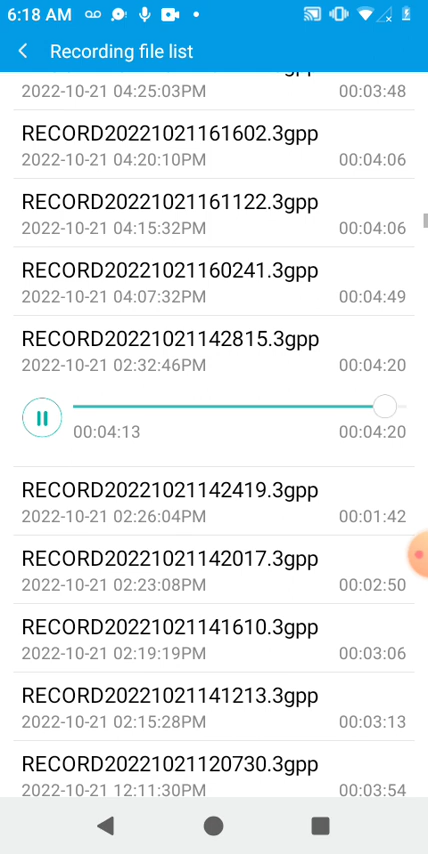 6:18 AM
Recording file list
2022-10-21 04:25:03PM 00:03:48
RECORD20221021161602.3gpp
2022-10-21 04:20:10PM 00:04:06
RECORD20221021161122.3gpp
2022-10-21 04:15:32PM 00:04:06
RECORD20221021160241.3gpp
2022-10-21 04:07:32PM 00:04:49
RECORD20221021142815.3gpp
2022-10-21 02:32:46PM 00:04:20
00:04:13 00:04:20
RECORD20221021142419.3gpp
2022-10-21 02:26:04PM 00:01:42
RECORD20221021142017.3gpp
2022-10-21 02:23:08PM 00:02:50
RECORD20221021141610.3gpp
2022-10-21 02:19:19PM 00:03:06
RECORD20221021141213.3gpp
2022-10-21 02:15:28PM 00:03:13
RECORD20221021120730.3gpp
2022-10-21 12:11:30PM 00:03:54